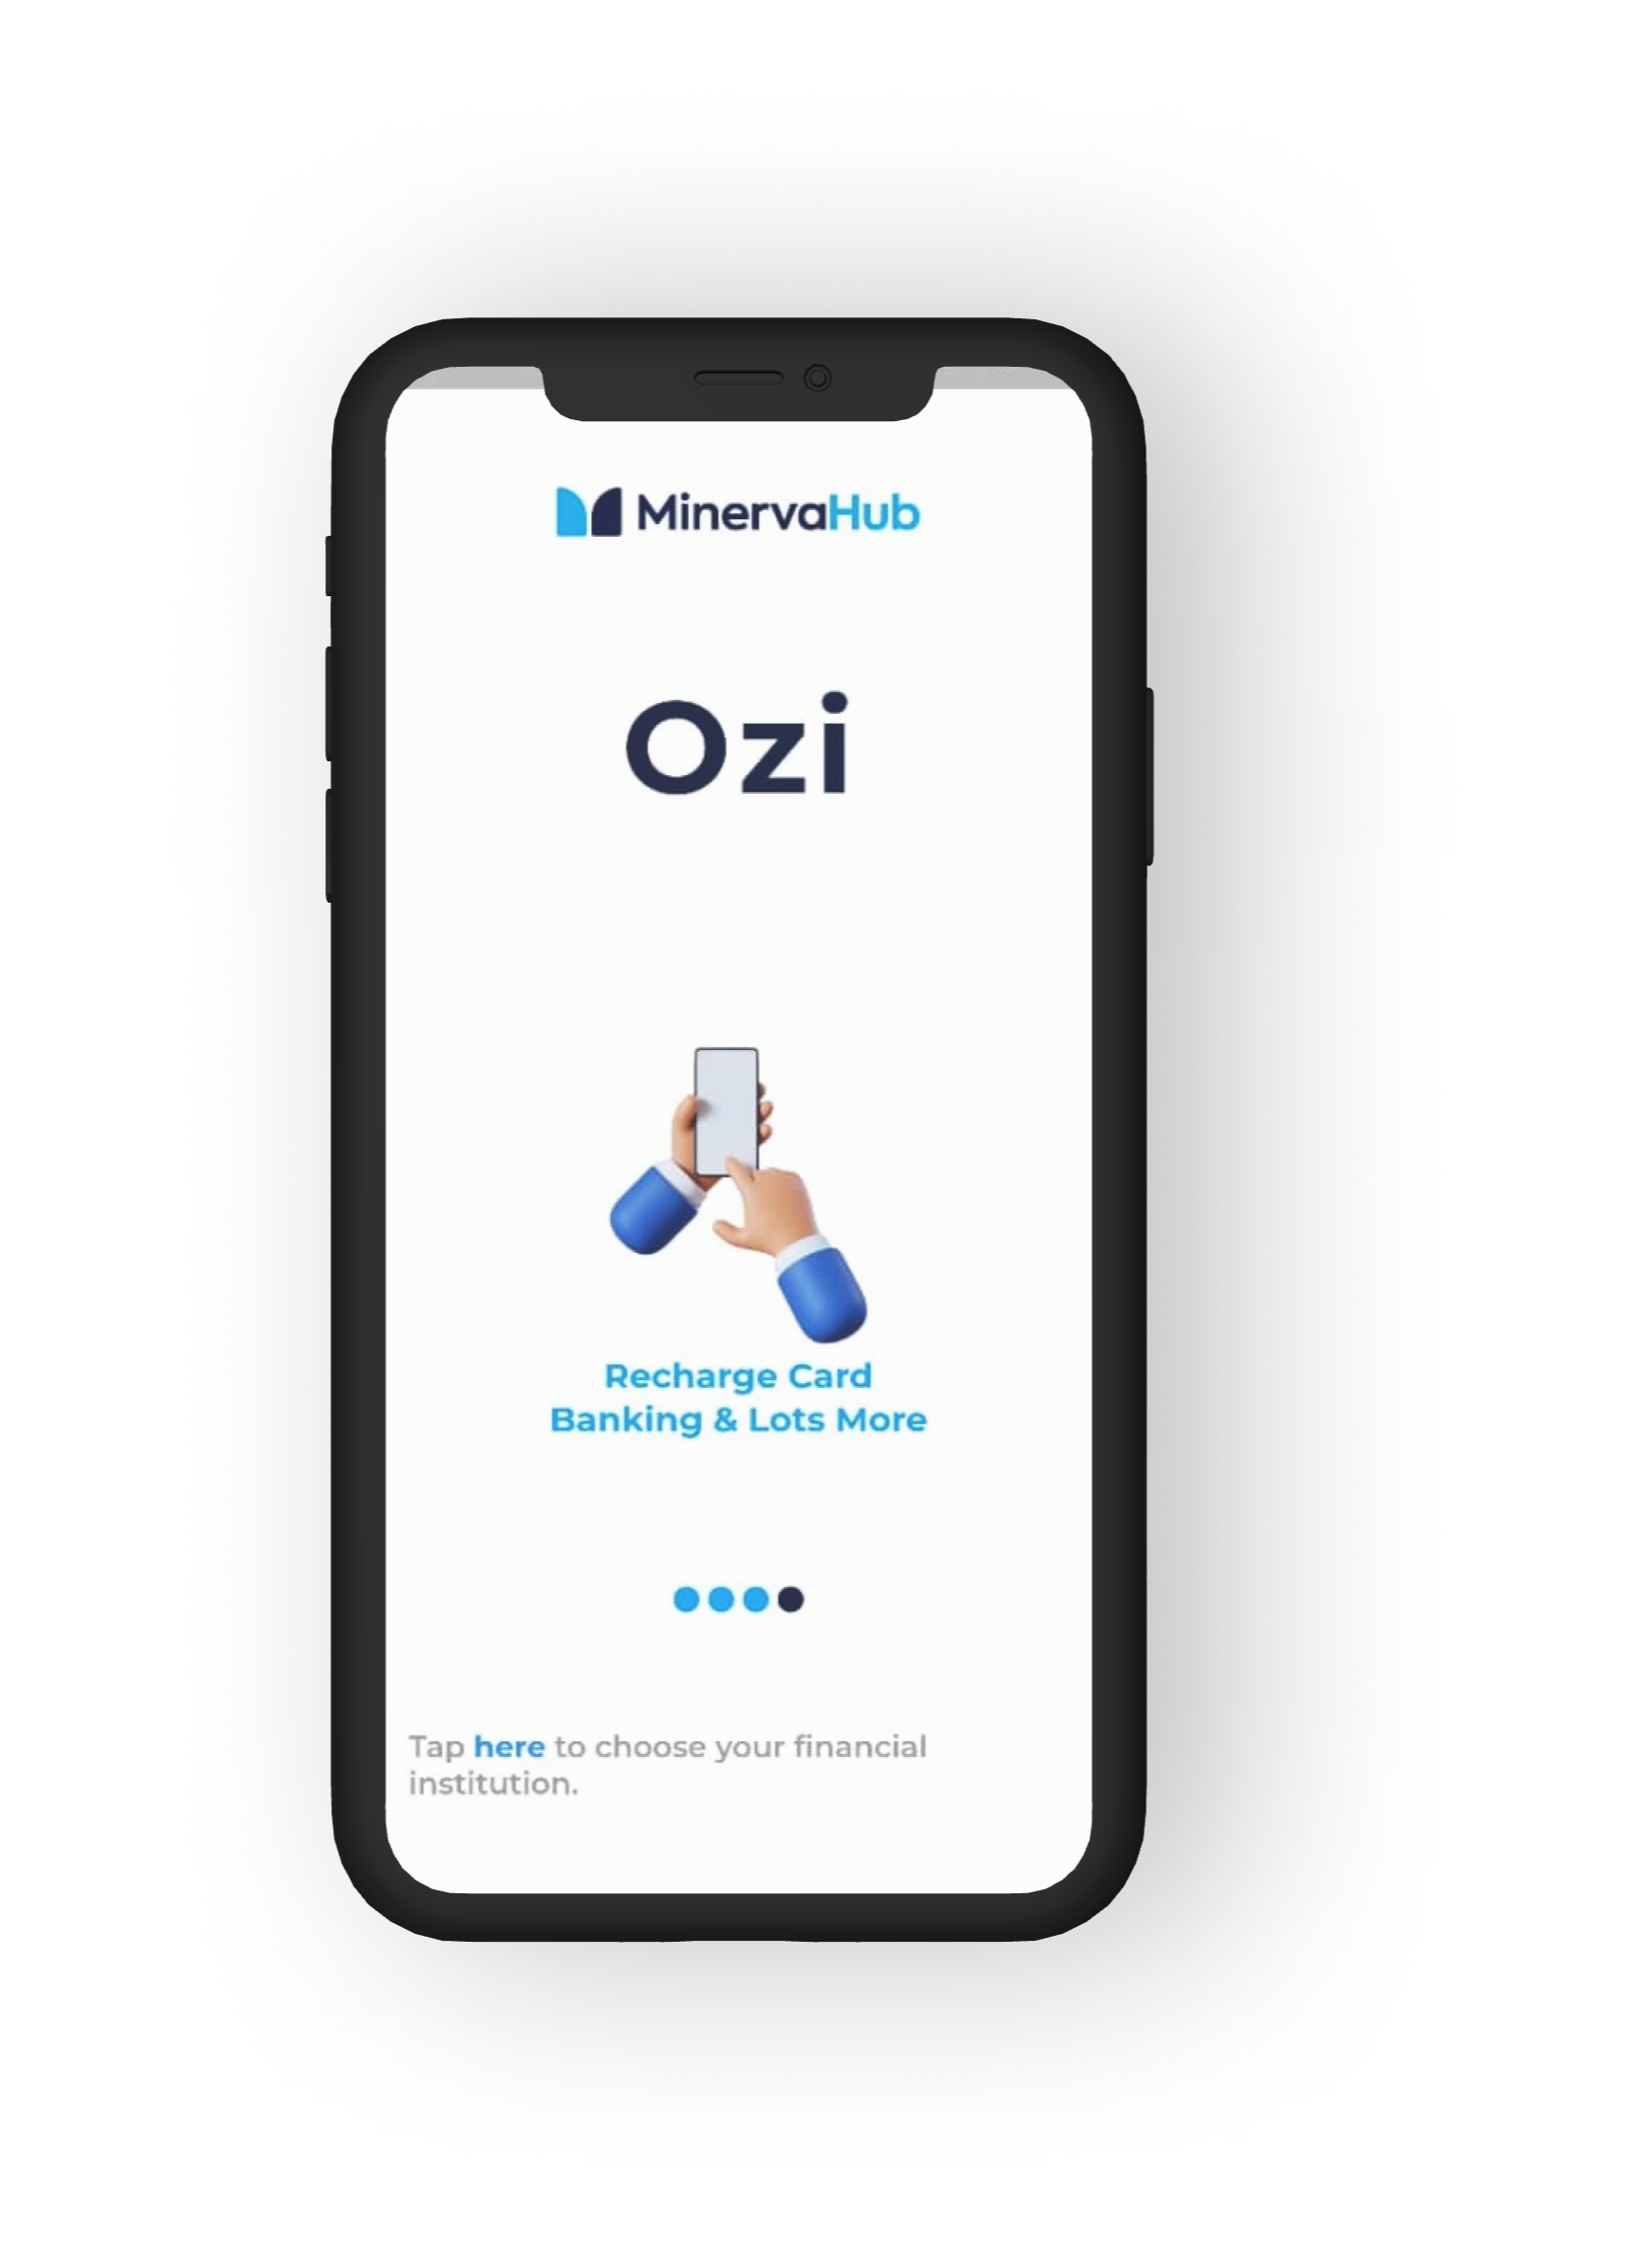 MinervaHub
Ozi
Recharge Card
Banking & Lots More
Tap here to choose your financial
institution.